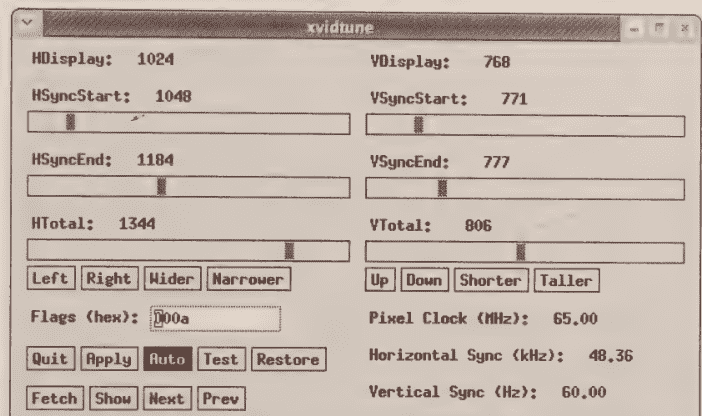 xvidtune
HDisplay: 1024
VDisplay: 768
HSyncStart: 1048
VSyncStart: 771
HSyncEnd: 1184
VSyncEnd: 777
HTotal: 1344
VTotal: 806
Left Right Wider Narrower
Up Down Shorter Taller
Flags (hex): 000a
Pixel Clock (MHz): 65.00
Quit Apply Auto Test Restore
Horizontal Sync (kHz): 48.36
Fetch Show Next Prev
Vertical Sync (Hz): 60.00